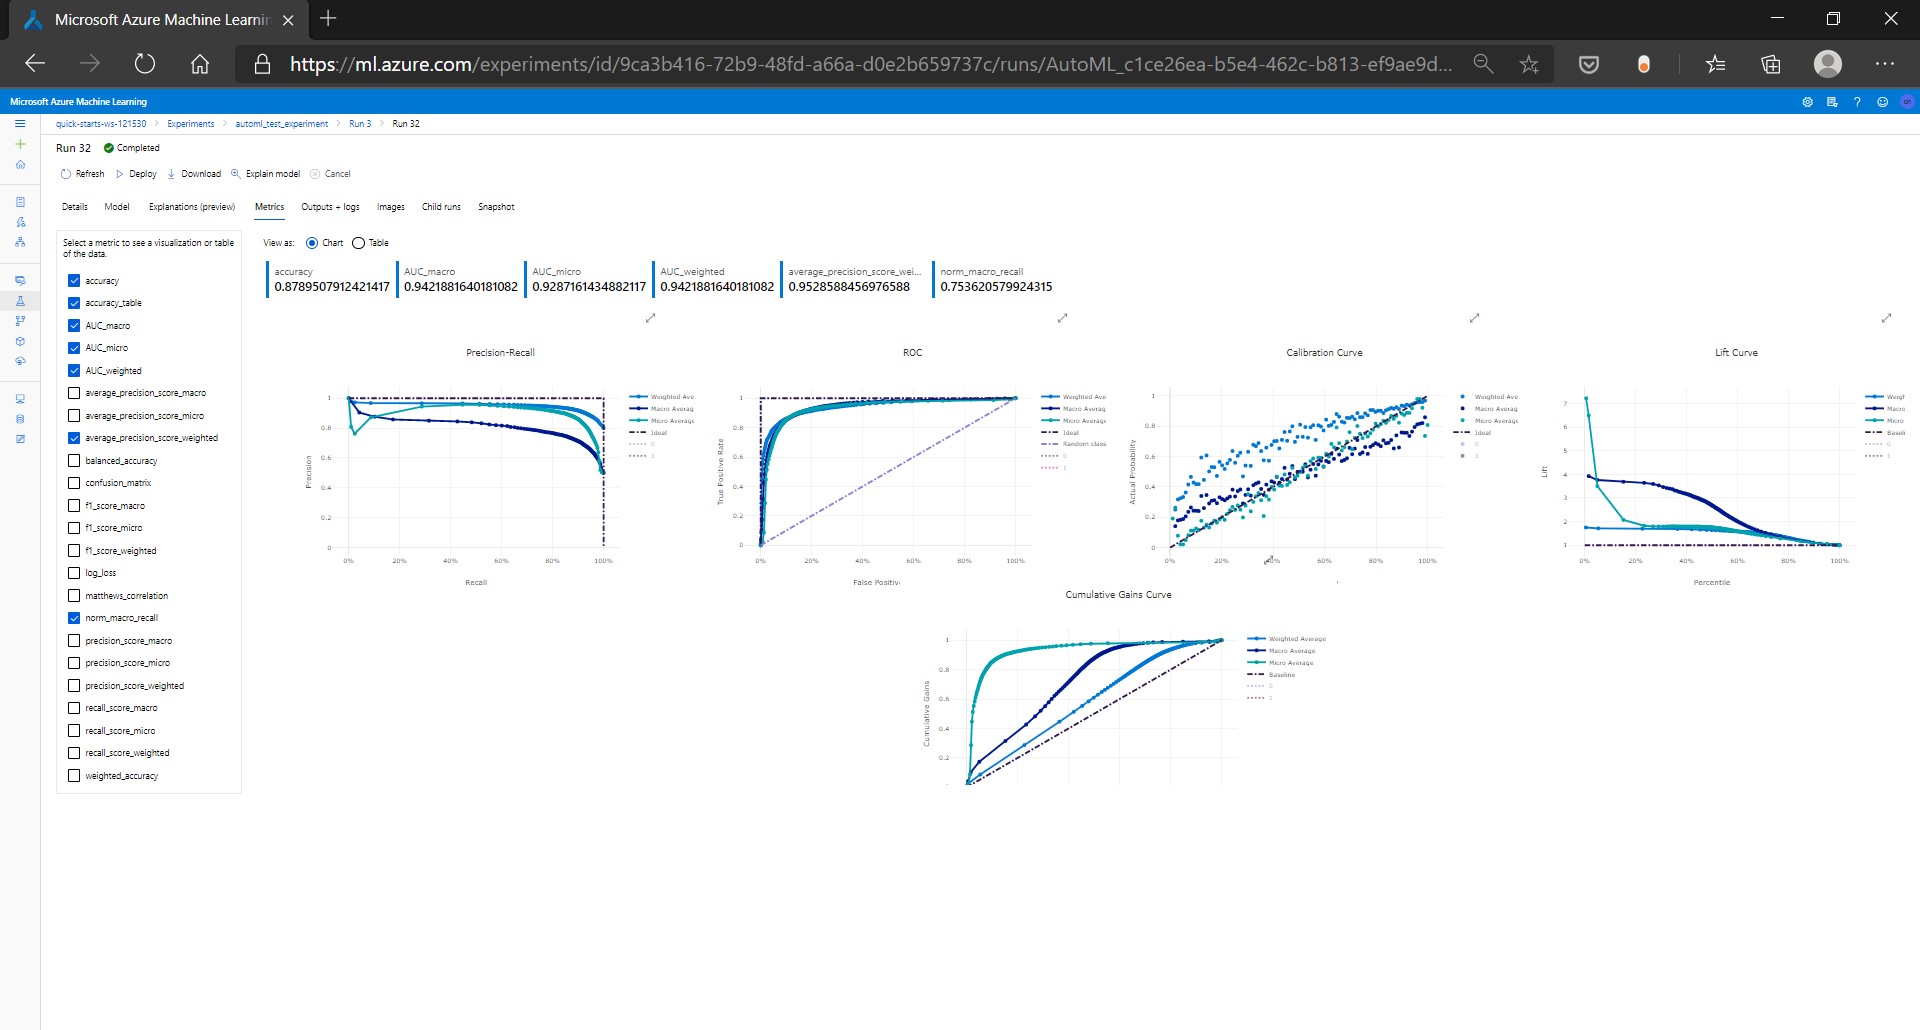 Microsoft Azure Machine Learnin
https://ml.azure.com/experiments/id/9ca3b416-72b9-48fd-a66a-d0e2b659737c/runs/AutoML_c1ce26ea-b5e4-462c-b813-ef9ae9d...
Microsoft Azure Machine Learning
quick-starts-ws-121530 > Experiments > automl_test_experiment > Run 3 > Run 32
Run 32 Completed
Refresh Deploy Download Explain model Cancel
Details Model Explanations (preview) Metrics Outputs + logs Images Child runs Snapshot
Select a metric to see a visualization or table
of the data.
accuracy
accuracy_table
AUC_macro
AUC_micro
AUC_weighted
average_precision_score_macro
average_precision_score_micro
average_precision_score_weighted
balanced_accuracy
confusion_matrix
f1_score_macro
f1_score_micro
f1_score_weighted
log_loss
matthews_correlation
norm_macro_recall
precision_score_macro
precision_score_micro
precision_score_weighted
recall_score_macro
recall_score_micro
recall_score_weighted
weighted_accuracy
View as: Chart Table
accuracy
0.8789507912421417
AUC_macro
0.9421881640181082
AUC_micro
0.9287161434882117
AUC_weighted
0.9421881640181082
average_precision_score_wei...
0.9528588456976588
norm_macro_recall
0.753620579924315
Precision-Recall
Precision
1
0.8
0.6
0.4
0.2
0
0% 20% 40% 60% 80% 100%
Recall
Weighted Ave
Macro Averag
Micro Average
Ideal
0
1
ROC
True Positive Rate
1
0.8
0.6
0.4
0.2
0
0% 20% 40% 60% 80% 100%
False Positiv
Weighted Ave
Macro Averag
Micro Average
Ideal
Random class
0
1
Calibration Curve
Actual Probability
1
0.8
0.6
0.4
0.2
0
0% 20% 40% 60% 80% 100%
Weighted Ave
Macro Averag
Micro Average
Ideal
0
1
Lift Curve
Lift
7
6
5
4
3
2
1
0% 20% 40% 60% 80% 100%
Percentile
Weigh
Macro
Micro
Baseli
0
1
Cumulative Gains Curve
Cumulative Gains
1
0.8
0.6
0.4
0.2
Weighted Average
Macro Average
Micro Average
Baseline
0
1